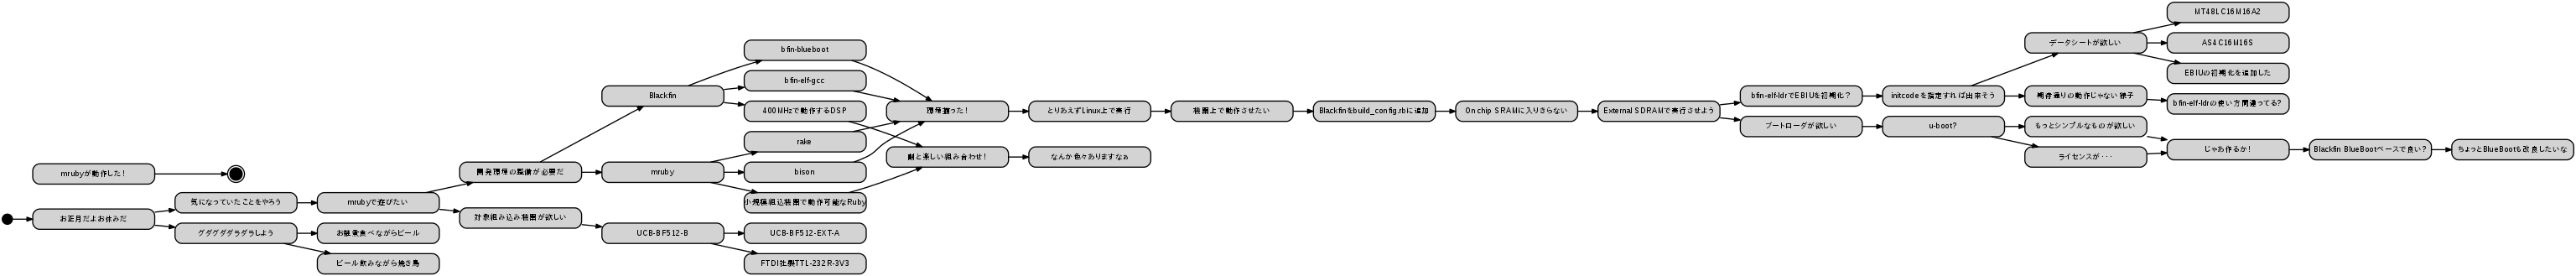 mrubyが動作した！
お正月だよお休みだ
気になっていたことをやろう
グダグダダラダラしよう
mrubyで遊びたい
お雑煮食べながらビール
ビール飲みながら焼き鳥
開発環境の整備が必要だ
対象組み込み装置が欲しい
Blackfin
mruby
UCB-BF512-B
bfin-blueboot
bfin-elf-gcc
400MHzで動作するDSP
rake
bison
小規模組込装置で動作可能なRuby
UCB-BF512-EXT-A
FTDI社製TTL-232R-3V3
環境揃った！
割と楽しい組み合わせ！
とりあえずLinux上で実行
なんか色々ありますなぁ
装置上で動作させたい
Blackfinをbuild_config.rbに追加
On chip SRAMに入りきらない
External SDRAMで実行させよう
bfin-elf-ldrでEBIUを初期化？
ブートローダが欲しい
initcodeを指定すれば出来そう
u-boot?
データシートが欲しい
期待通りの動作じゃない様子
もっとシンプルなものが欲しい
ライセンスが・・・
MT48LC16M16A2
AS4C16M16S
EBIUの初期化を追加した
bfin-elf-ldrの使い方間違ってる?
じゃあ作るか！
Blackfin BlueBootベースで良い?
ちょっとBlueBootも改良したいな